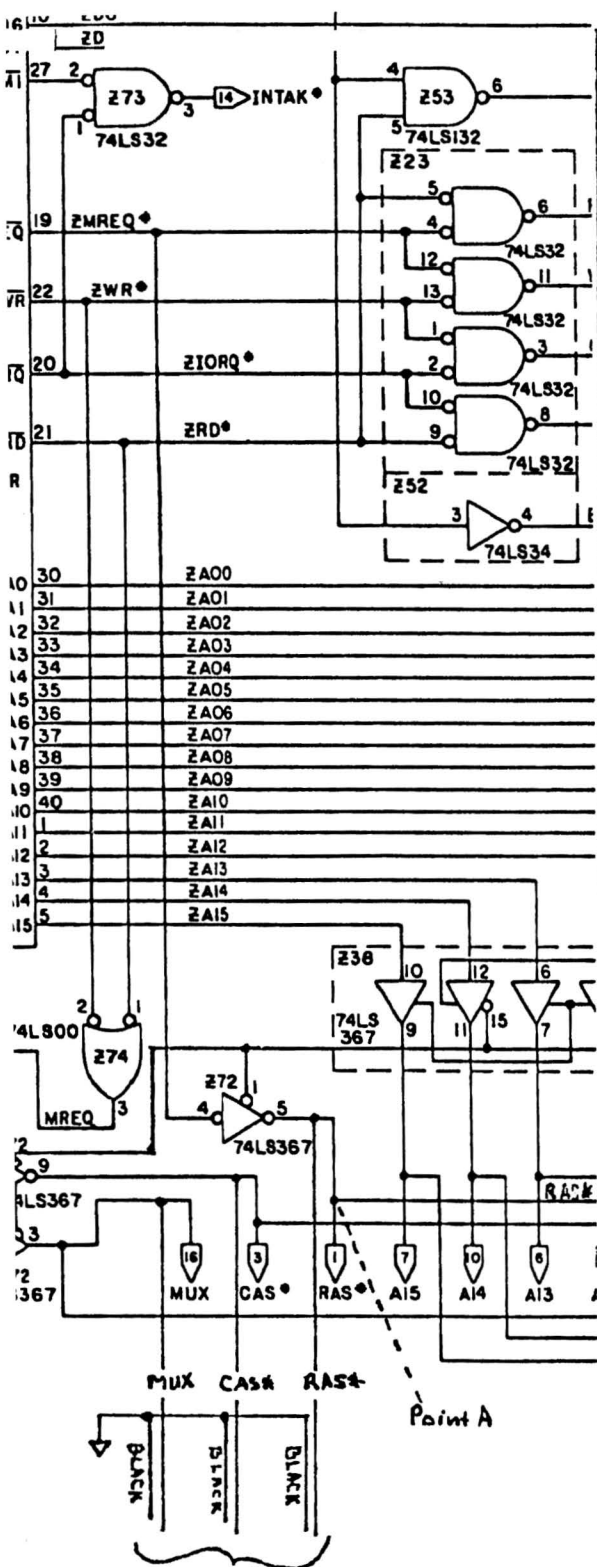 ZD
27 2 Z73 3 14 INTAK*
1
74LS32
4 Z53 6
5 74LS132
Z23
5 6
19 ZMREQ* 4
74LS32
12 11
22 ZWR* 13
74LS32
1 3
20 ZIORQ* 2
74LS32
10 8
21 ZRD* 9
74LS32
R
Z52
3 4
74LS34
30 ZA00
31 ZA01
32 ZA02
33 ZA03
34 ZA04
35 ZA05
36 ZA06
37 ZA07
38 ZA08
39 ZA09
40 ZA10
1 ZA11
2 ZA12
3 ZA13
4 ZA14
5 ZA15
Z38
10 12 6
2 1
74LS00 74LS 15
Z74 367 9 11 7
Z72 1
3
MREQ 4 5
74LS367
9
74LS367 RAS*
3
16 3 1 7 10 6
MUX CAS* RAS* A15 A14 A13
MUX CAS* RAS*
Point A
BLACK BLACK BLACK